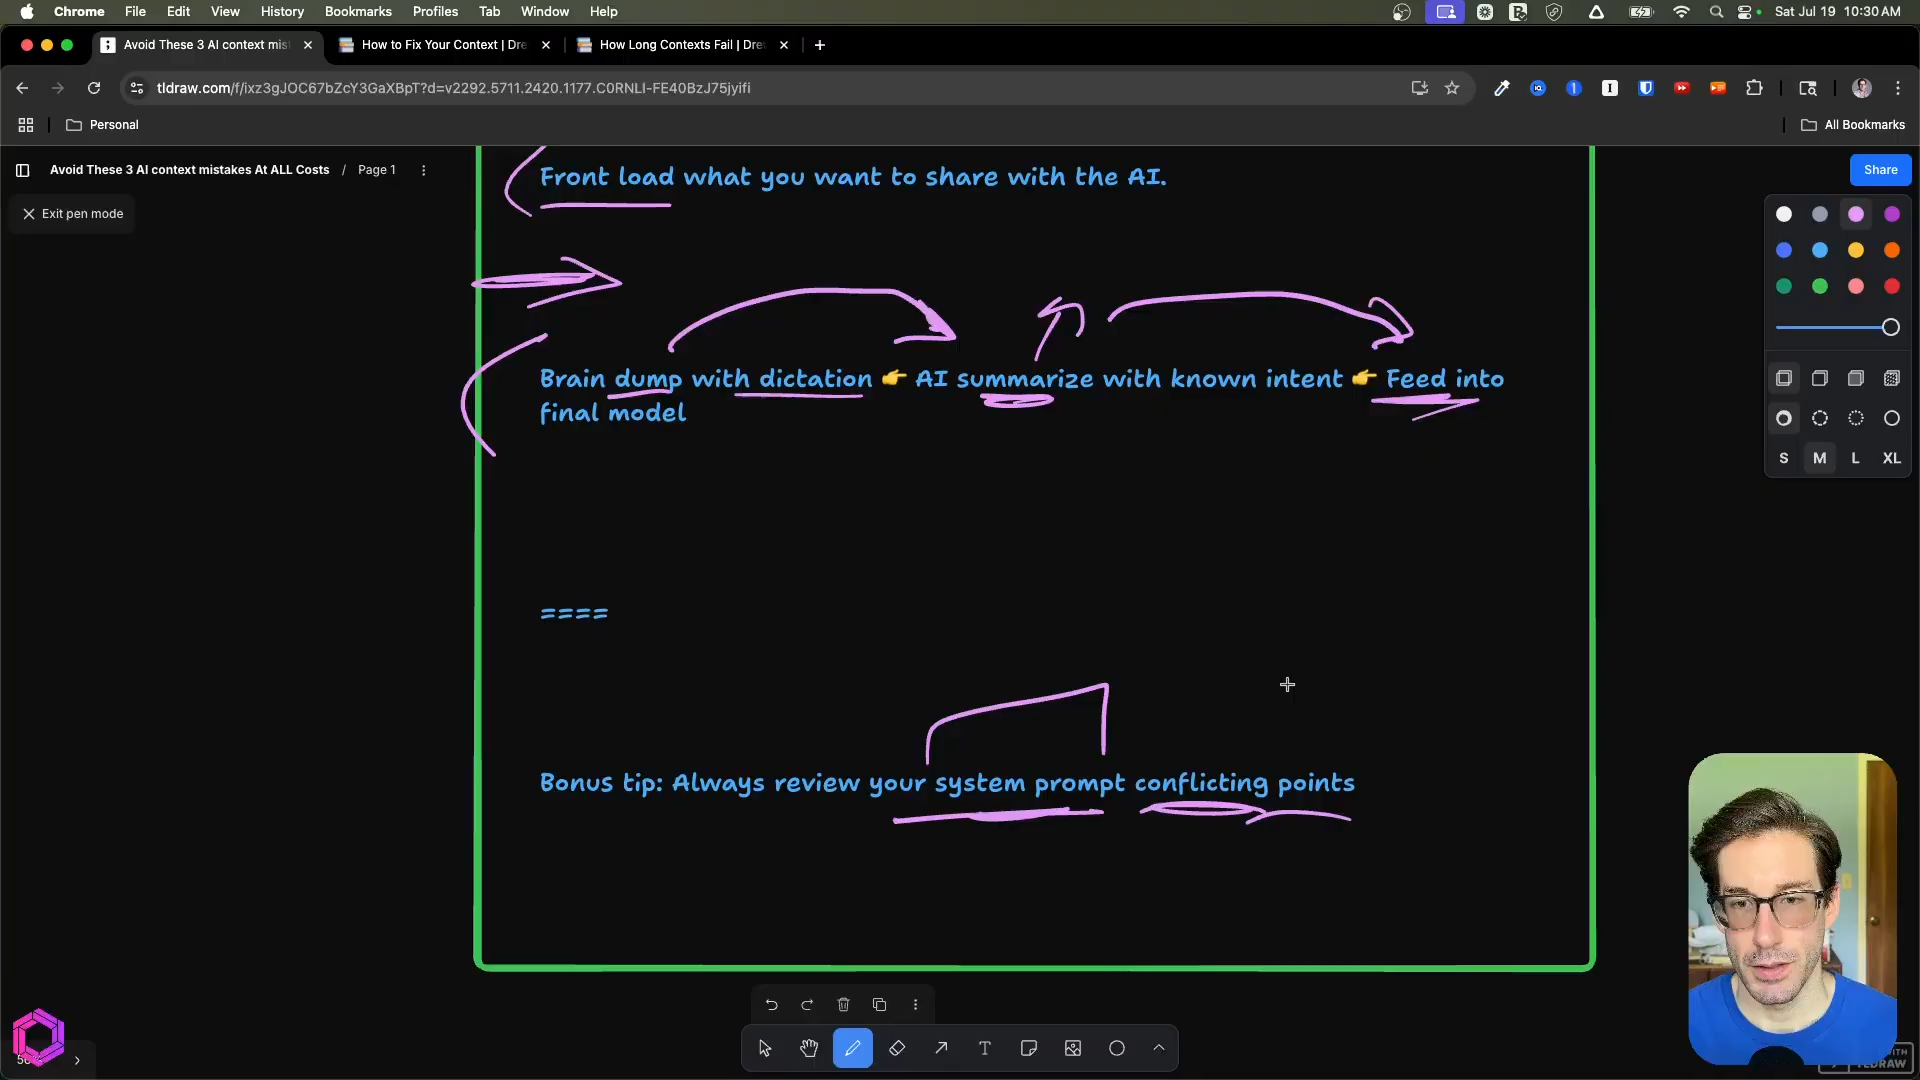 Chrome File Edit View History Bookmarks Profiles Tab Window Help Sat Jul 19 10:30 AM
Avoid These 3 AI context mis How to Fix Your Context | Dre How Long Contexts Fail | Dre
tldraw.com/f/ixz3gJOC67bZcY3GaXBpT?d=v2292.5711.2420.1177.C0RNLI-FE40BzJ75jyifi
Personal All Bookmarks
Avoid These 3 AI context mistakes At ALL Costs / Page 1 Share
Exit pen mode
Front load what you want to share with the AI.
Brain dump with dictation 👉 AI summarize with known intent 👉 Feed into
final model
S M L XL
====
Bonus tip: Always review your system prompt conflicting points